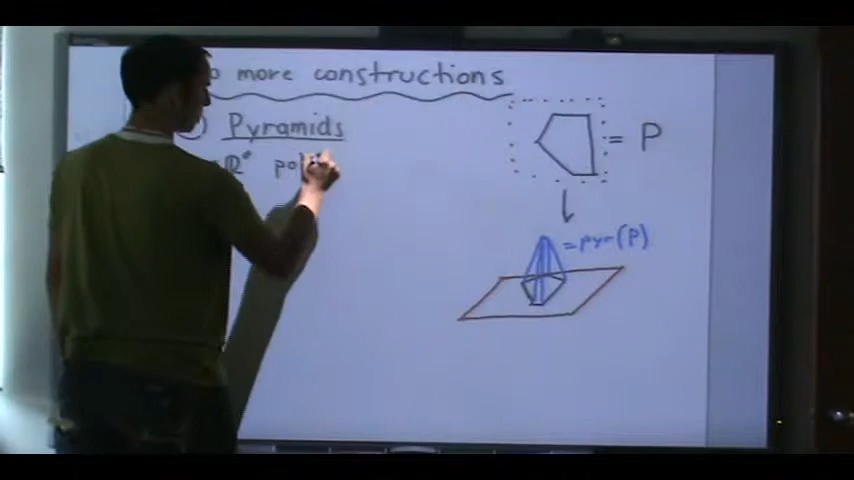 more constructions
Pyramids
= P
= pyr(P)